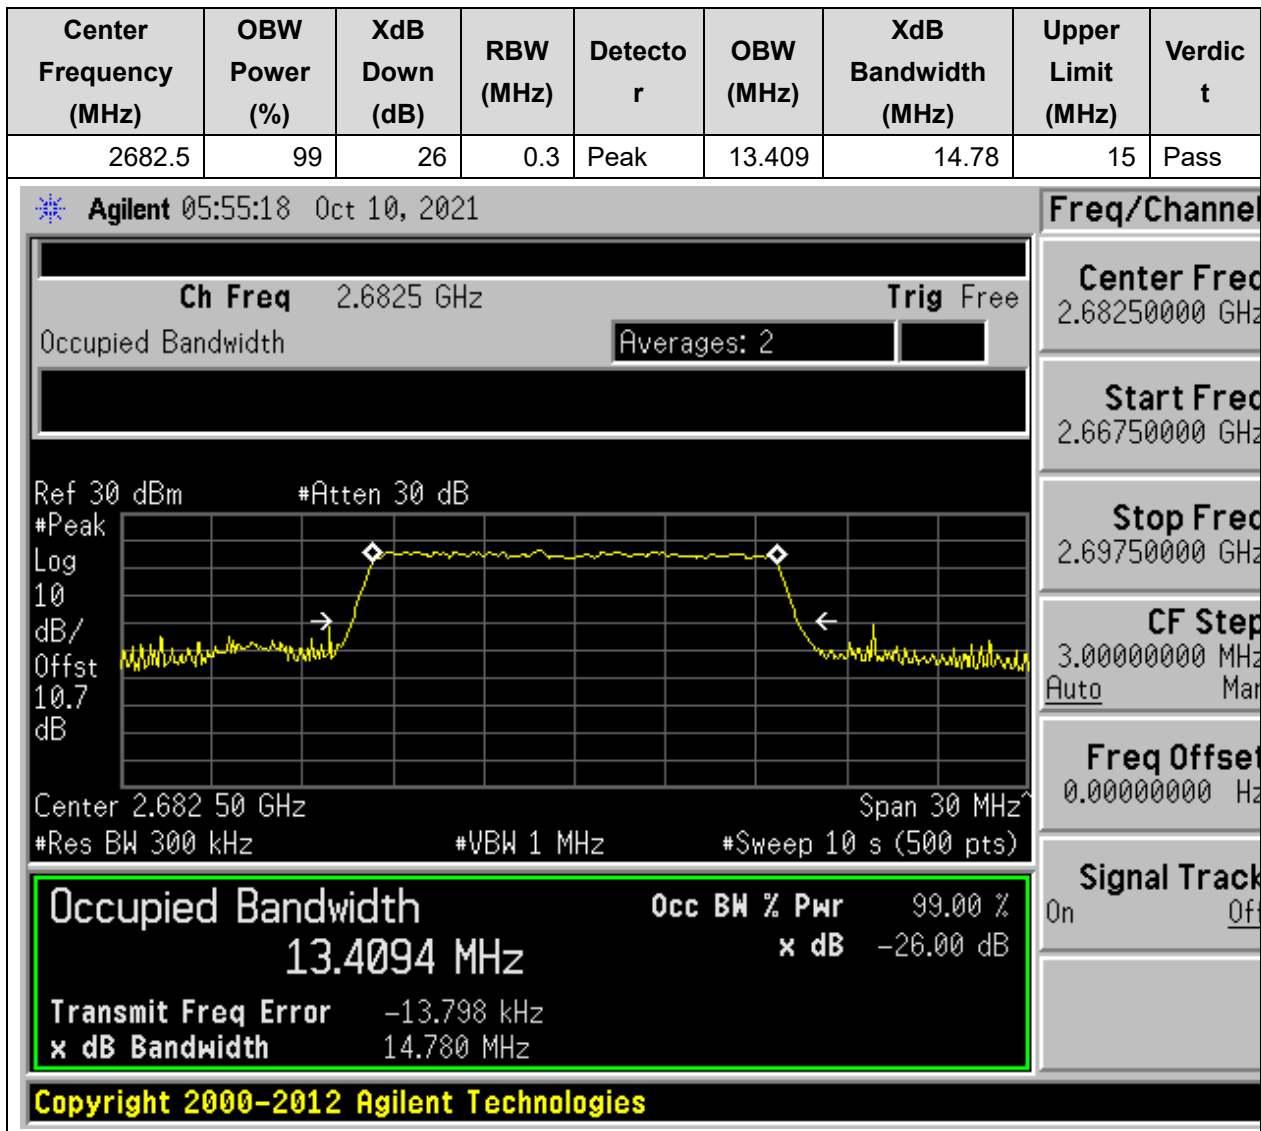 Center Frequency (MHz) OBW Power (%) XdB Down (dB) RBW (MHz) Detecto r OBW (MHz) XdB Bandwidth (MHz) Upper Limit (MHz) Verdic t
2682.5 99 26 0.3 Peak 13.409 14.78 15 Pass
Agilent 05:55:18 Oct 10, 2021
Ch Freq 2.6825 GHz Trig Free
Occupied Bandwidth Averages: 2
Ref 30 dBm #Atten 30 dB
#Peak
Log
10
dB/
Offst
10.7
dB
Center 2.682 50 GHz Span 30 MHz^
#Res BW 300 kHz #VBW 1 MHz #Sweep 10 s (500 pts)
Occupied Bandwidth Occ BW % Pwr 99.00 %
13.4094 MHz x dB -26.00 dB
Transmit Freq Error -13.798 kHz
x dB Bandwidth 14.780 MHz
Copyright 2000-2012 Agilent Technologies
Freq/Channel
Center Freq
2.68250000 GHz
Start Freq
2.66750000 GHz
Stop Freq
2.69750000 GHz
CF Step
3.00000000 MHz
Auto Man
Freq Offset
0.00000000 Hz
Signal Track
On Off